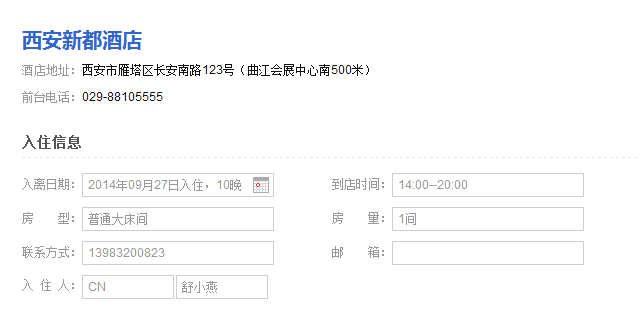 西安新都酒店
酒店地址：西安市雁塔区长安南路123号（曲江会展中心南500米）
前台电话：029-88105555
入住信息
入离日期：2014年09月27日入住，10晚 到店时间：14:00--20:00
房 型：普通大床间 房 量：1间
联系方式：13983200823 邮 箱：
入 住 人：CN 舒小燕